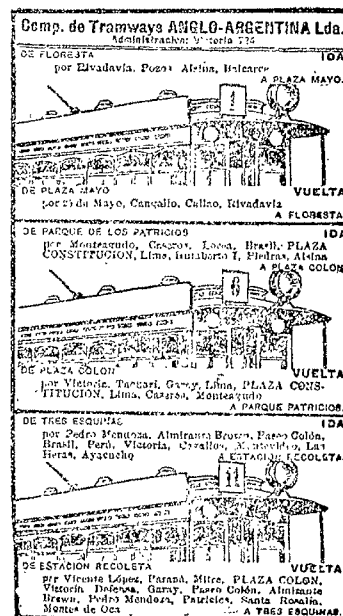 Comp. de Tramways ANGLO-ARGENTINA Lda.
Administracion: Victoria
DE FLORESTA IDA
por Rivadavia, Pozos, Alsina, Balcarce
A PLAZA MAYO.
1
DE PLAZA MAYO VUELTA
por 25 de Mayo, Cangallo, Callao, Rivadavia
A FLORESTA
DE PARQUE DE LOS PATRICIOS IDA
por Monteagudo, Caseros, Brasil, PLAZA
CONSTITUCION, Lima, Piedras, Alsina
A PLAZA COLON
6
DE PLAZA COLON VUELTA
por Victoria, Tacuari, Garay, Lima, PLAZA CONS-
TITUCION, Lima, Caseros, Monteagudo
A PARQUE PATRICIOS.
DE TRES ESQUINAS IDA
por Pedro Mendoza, Almirante Brown, Paseo Colón,
Brasil, Perú, Victoria, Cevallos, Montevideo, Las
Heras, Ayacucho
A ESTACION RECOLETA
11
DE ESTACION RECOLETA VUELTA
por Vicente López, Paraná, Mitre, PLAZA COLON,
Victoria Defensa, Garay, Paseo Colón, Almirante
Brown, Pedro Mendoza, Patricios, Santa Rosalía,
Montes de Oca
A TRES ESQUINAS.